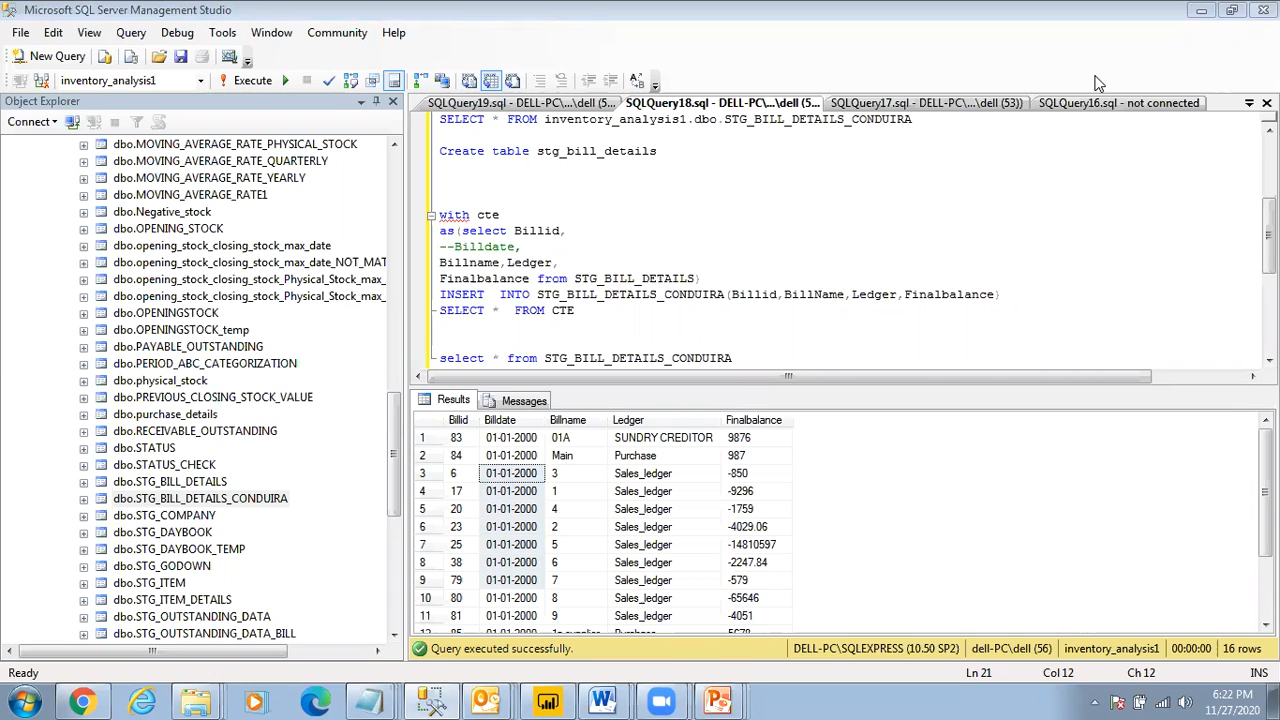 Microsoft SQL Server Management Studio
File Edit View Query Debug Tools Window Community Help
New Query
inventory_analysis1 Execute
Object Explorer
Connect
dbo.MOVING_AVERAGE_RATE_PHYSICAL_STOCK
dbo.MOVING_AVERAGE_RATE_QUARTERLY
dbo.MOVING_AVERAGE_RATE_YEARLY
dbo.MOVING_AVERAGE_RATE1
dbo.Negative_stock
dbo.OPENING_STOCK
dbo.opening_stock_closing_stock_max_date
dbo.opening_stock_closing_stock_max_date_NOT_MAT
dbo.opening_stock_closing_stock_Physical_Stock_max_
dbo.opening_stock_closing_stock_Physical_Stock_max_
dbo.OPENINGSTOCK
dbo.OPENINGSTOCK_temp
dbo.PAYABLE_OUTSTANDING
dbo.PERIOD_ABC_CATEGORIZATION
dbo.physical_stock
dbo.PREVIOUS_CLOSING_STOCK_VALUE
dbo.purchase_details
dbo.RECEIVABLE_OUTSTANDING
dbo.STATUS
dbo.STATUS_CHECK
dbo.STG_BILL_DETAILS
dbo.STG_BILL_DETAILS_CONDUIRA
dbo.STG_COMPANY
dbo.STG_DAYBOOK
dbo.STG_DAYBOOK_TEMP
dbo.STG_GODOWN
dbo.STG_ITEM
dbo.STG_ITEM_DETAILS
dbo.STG_OUTSTANDING_DATA
dbo.STG_OUTSTANDING_DATA_BILL
SQLQuery19.sql - DELL-PC\...\dell (5... SQLQuery18.sql - DELL-PC\...\dell (5... SQLQuery17.sql - DELL-PC\...\dell (53)) SQLQuery16.sql - not connected
SELECT * FROM inventory_analysis1.dbo.STG_BILL_DETAILS_CONDUIRA
Create table stg_bill_details
with cte
as(select Billid,
--Billdate,
Billname,Ledger,
Finalbalance from STG_BILL_DETAILS)
INSERT INTO STG_BILL_DETAILS_CONDUIRA(Billid,BillName,Ledger,Finalbalance)
SELECT * FROM CTE
select * from STG_BILL_DETAILS_CONDUIRA
Results Messages
Billid Billdate Billname Ledger Finalbalance
1 83 01-01-2000 01A SUNDRY CREDITOR 9876
2 84 01-01-2000 Main Purchase 987
3 6 01-01-2000 3 Sales_ledger -850
4 17 01-01-2000 1 Sales_ledger -9296
5 20 01-01-2000 4 Sales_ledger -1759
6 23 01-01-2000 2 Sales_ledger -4029.06
7 25 01-01-2000 5 Sales_ledger -14810597
8 38 01-01-2000 6 Sales_ledger -2247.84
9 79 01-01-2000 7 Sales_ledger -579
10 80 01-01-2000 8 Sales_ledger -65646
11 81 01-01-2000 9 Sales_ledger -4051
12 85 01-01-2000 Purchase 5678
Query executed successfully. DELL-PC\SQLEXPRESS (10.50 SP2) dell-PC\dell (56) inventory_analysis1 00:00:00 16 rows
Ready Ln 21 Col 12 Ch 12 INS
6:22 PM
11/27/2020